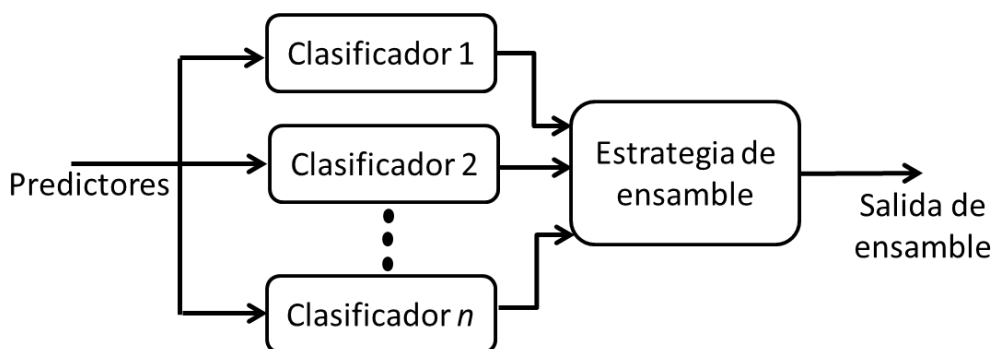 Clasificador 1
Predictores
Clasificador 2
Clasificador n
Estrategia de
ensamble
Salida de
ensamble